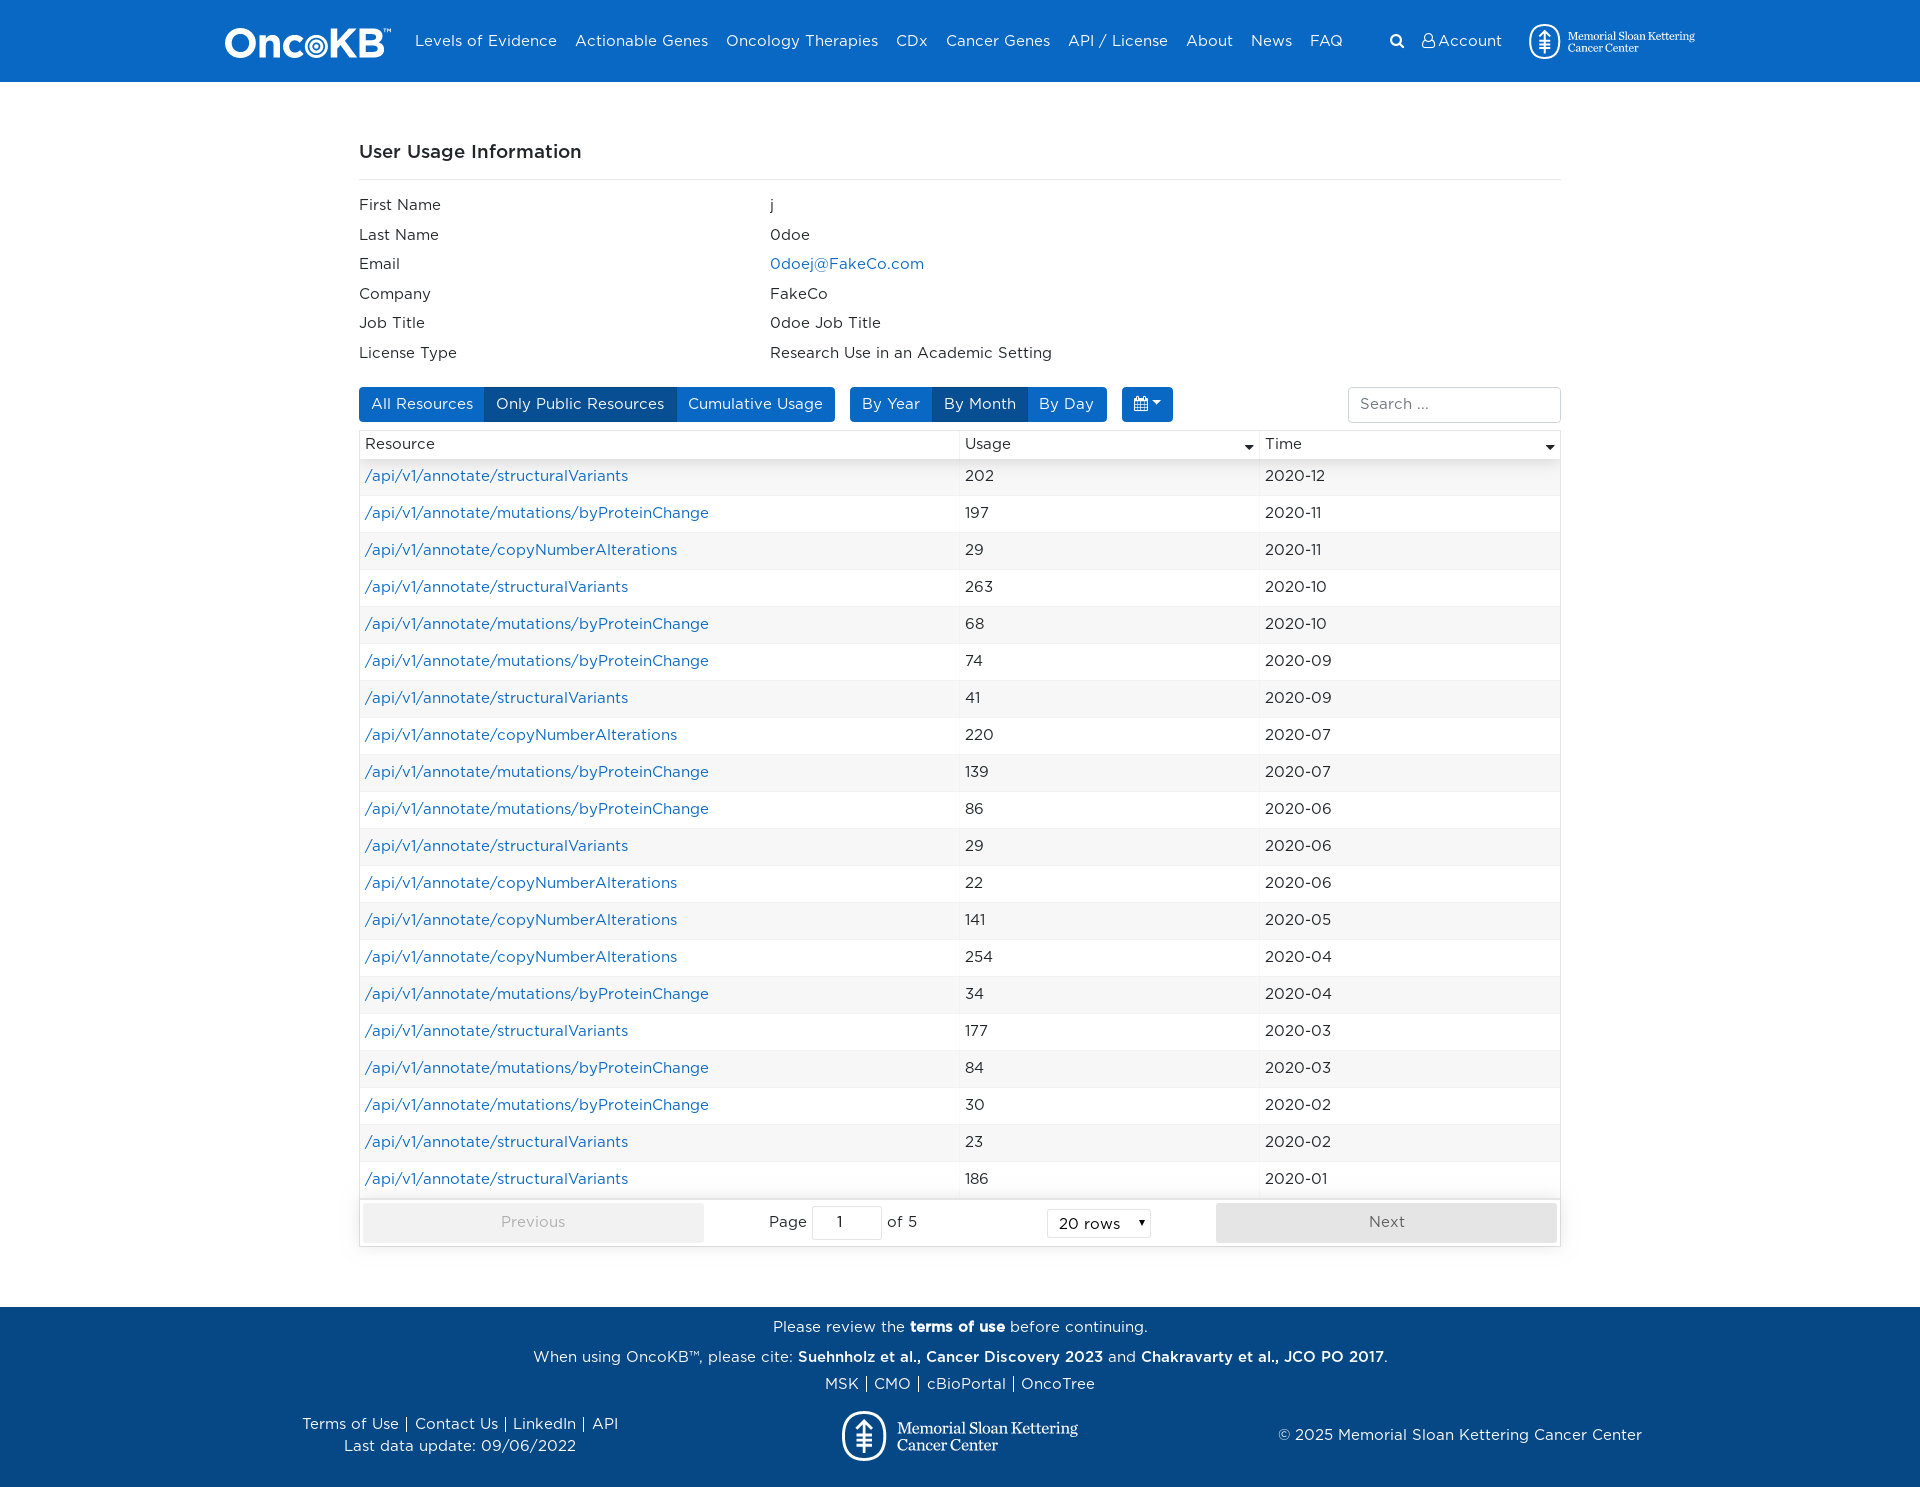 OncoKB™ Levels of Evidence Actionable Genes Oncology Therapies CDx Cancer Genes API / License About News FAQ Account Memorial Sloan Kettering
Cancer Center
User Usage Information
First Name j
Last Name 0doe
Email 0doej@FakeCo.com
Company FakeCo
Job Title 0doe Job Title
License Type Research Use in an Academic Setting
All Resources Only Public Resources Cumulative Usage By Year By Month By Day Search ...
Resource Usage Time
/api/v1/annotate/structuralVariants 202 2020-12
/api/v1/annotate/mutations/byProteinChange 197 2020-11
/api/v1/annotate/copyNumberAlterations 29 2020-11
/api/v1/annotate/structuralVariants 263 2020-10
/api/v1/annotate/mutations/byProteinChange 68 2020-10
/api/v1/annotate/mutations/byProteinChange 74 2020-09
/api/v1/annotate/structuralVariants 41 2020-09
/api/v1/annotate/copyNumberAlterations 220 2020-07
/api/v1/annotate/mutations/byProteinChange 139 2020-07
/api/v1/annotate/mutations/byProteinChange 86 2020-06
/api/v1/annotate/structuralVariants 29 2020-06
/api/v1/annotate/copyNumberAlterations 22 2020-06
/api/v1/annotate/copyNumberAlterations 141 2020-05
/api/v1/annotate/copyNumberAlterations 254 2020-04
/api/v1/annotate/mutations/byProteinChange 34 2020-04
/api/v1/annotate/structuralVariants 177 2020-03
/api/v1/annotate/mutations/byProteinChange 84 2020-03
/api/v1/annotate/mutations/byProteinChange 30 2020-02
/api/v1/annotate/structuralVariants 23 2020-02
/api/v1/annotate/structuralVariants 186 2020-01
Previous Page 1 of 5 20 rows Next
Please review the terms of use before continuing.
When using OncoKB™, please cite: Suehnholz et al., Cancer Discovery 2023 and Chakravarty et al., JCO PO 2017.
MSK | CMO | cBioPortal | OncoTree
Terms of Use | Contact Us | LinkedIn | API
Last data update: 09/06/2022
Memorial Sloan Kettering
Cancer Center
© 2025 Memorial Sloan Kettering Cancer Center